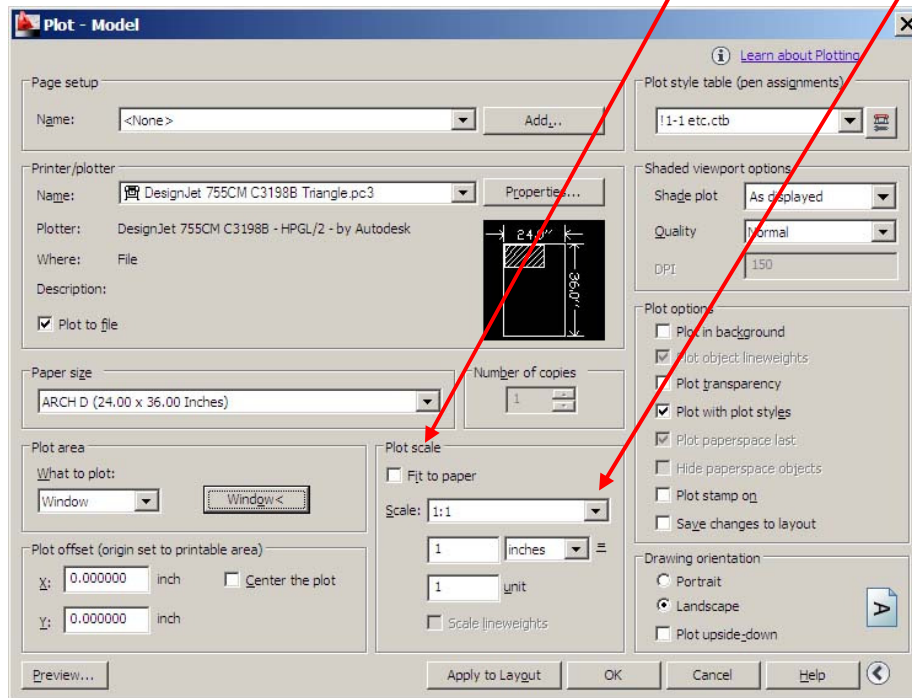 Plot - Model
Learn about Plotting
Page setup
Name: <None> Add...
Plot style table (pen assignments)
!1-1 etc.ctb
Printer/plotter
Name: DesignJet 755CM C3198B Triangle.pc3 Properties...
Plotter: DesignJet 755CM C3198B - HPGL/2 - by Autodesk
Where: File
Description:
Plot to file
24.0''
36.0''
Shaded viewport options
Shade plot As displayed
Quality Normal
DPI 150
Paper size
ARCH D (24.00 x 36.00 Inches)
Number of copies
1
Plot options
Plot in background
Plot object lineweights
Plot transparency
Plot with plot styles
Plot paperspace last
Hide paperspace objects
Plot stamp on
Save changes to layout
Plot area
What to plot:
Window Window<
Plot scale
Fit to paper
Scale: 1:1
1 inches =
1 unit
Scale lineweights
Plot offset (origin set to printable area)
X: 0.000000 inch Center the plot
Y: 0.000000 inch
Drawing orientation
Portrait
Landscape
Plot upside-down
A
Preview... Apply to Layout OK Cancel Help